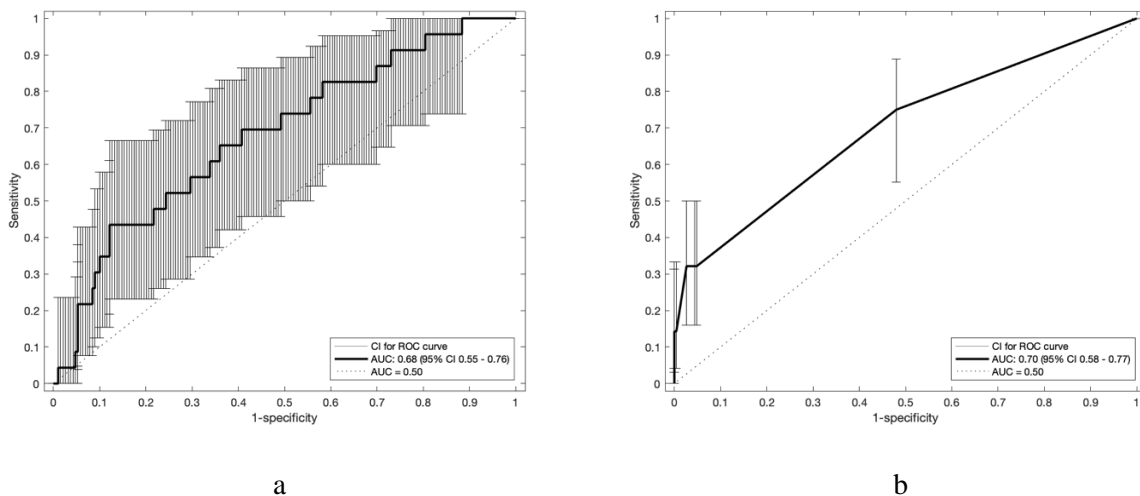 1
0.9
0.8
0.7
0.6
0.5
0.4
0.3
0.2
0.1
0
Sensitivity
0 0.1 0.2 0.3 0.4 0.5 0.6 0.7 0.8 0.9 1
1-specificity
CI for ROC curve
AUC: 0.68 (95% CI 0.55 - 0.76)
AUC = 0.50
a
1
0.9
0.8
0.7
0.6
0.5
0.4
0.3
0.2
0.1
0
Sensitivity
0 0.1 0.2 0.3 0.4 0.5 0.6 0.7 0.8 0.9 1
1-specificity
CI for ROC curve
AUC: 0.70 (95% CI 0.58 - 0.77)
AUC = 0.50
b